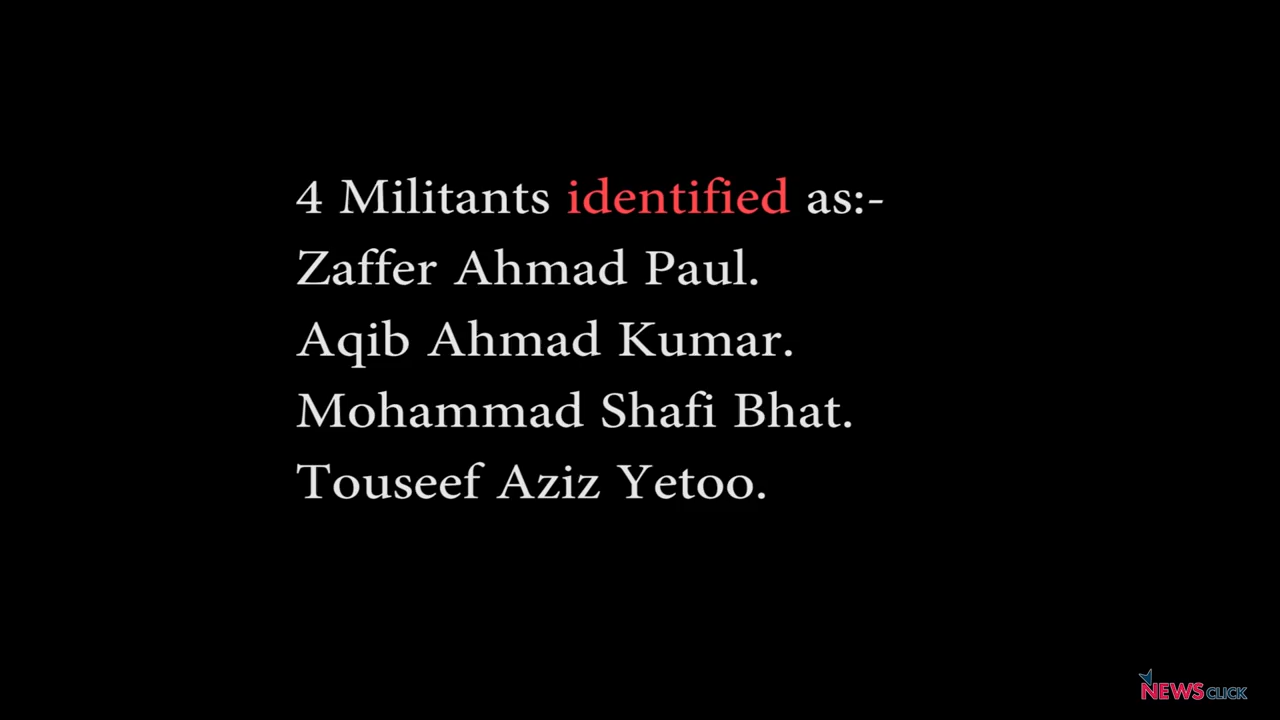 4 Militants identified as:-
Zaffer Ahmad Paul.
Aqib Ahmad Kumar.
Mohammad Shafi Bhat.
Touseef Aziz Yetoo.
NEWSCLICK